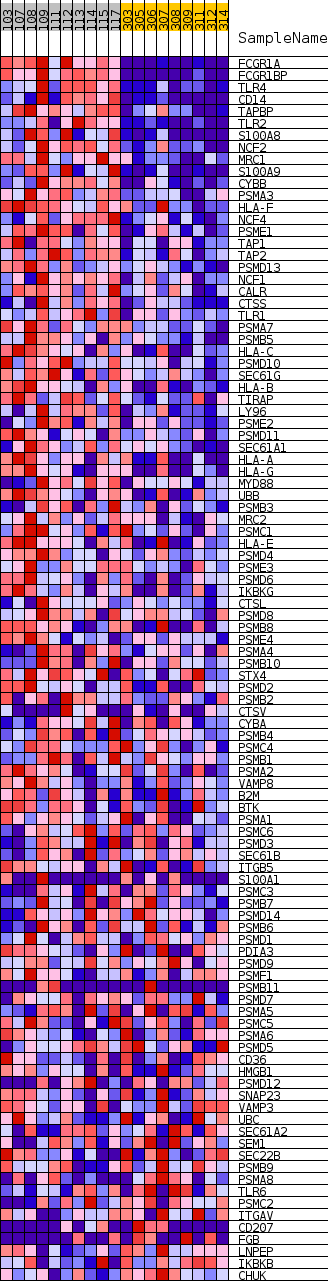 103 107 108 109 111 112 113 114 115 117 303 305 306 307 308 309 311 312 314
SampleName
FCGR1A
FCGR1BP
TLR4
CD14
TAPBP
TLR2
S100A8
NCF2
MRC1
S100A9
CYBB
PSMA3
HLA-F
NCF4
PSME1
TAP1
TAP2
PSMD13
NCF1
CALR
CTSS
TLR1
PSMA7
PSMB5
HLA-C
PSMD10
SEC61G
HLA-B
TIRAP
LY96
PSME2
PSMD11
SEC61A1
HLA-A
HLA-G
MYD88
UBB
PSMB3
MRC2
PSMC1
HLA-E
PSMD4
PSME3
PSMD6
IKBKG
CTSL
PSMD8
PSMB8
PSME4
PSMA4
PSMB10
STX4
PSMD2
PSMB2
CTSV
CYBA
PSMB4
PSMC4
PSMB1
PSMA2
VAMP8
B2M
BTK
PSMA1
PSMC6
PSMD3
SEC61B
ITGB5
S100A1
PSMC3
PSMB7
PSMD14
PSMB6
PSMD1
PDIA3
PSMD9
PSMF1
PSMB11
PSMD7
PSMA5
PSMC5
PSMA6
PSMD5
CD36
HMGB1
PSMD12
SNAP23
VAMP3
UBC
SEC61A2
SEM1
SEC22B
PSMB9
PSMA8
TLR6
PSMC2
ITGAV
CD207
FGB
LNPEP
IKBKB
CHUK